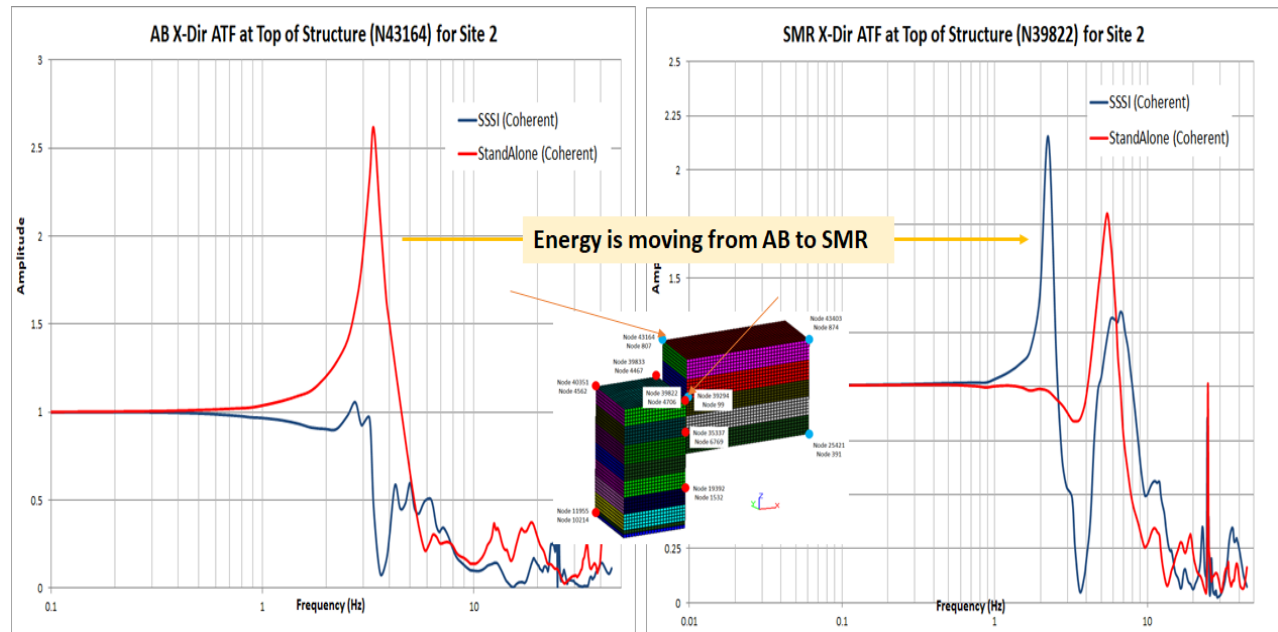 AB X-Dir ATF at Top of Structure (N43164) for Site 2
3
2.5
2
1.5
1
0.5
0
Amplitude
SSSI (Coherent)
StandAlone (Coherent)
0.1
1
10
Frequency (Hz)
SMR X-Dir ATF at Top of Structure (N39822) for Site 2
2.5
2.25
2
1.5
0.25
0
SSSI (Coherent)
StandAlone (Coherent)
0.01
0.1
1
10
Frequency (Hz)
Energy is moving from AB to SMR
Node 43164
Node 807
Node 43403
Node 874
Node 39833
Node 4467
Node 40353
Node 4562
Node 39822
Node 4706
Node 39294
Node 99
Node 35337
Node 6769
Node 25421
Node 391
Node 19392
Node 1532
Node 11955
Node 10214
Z
Y
X